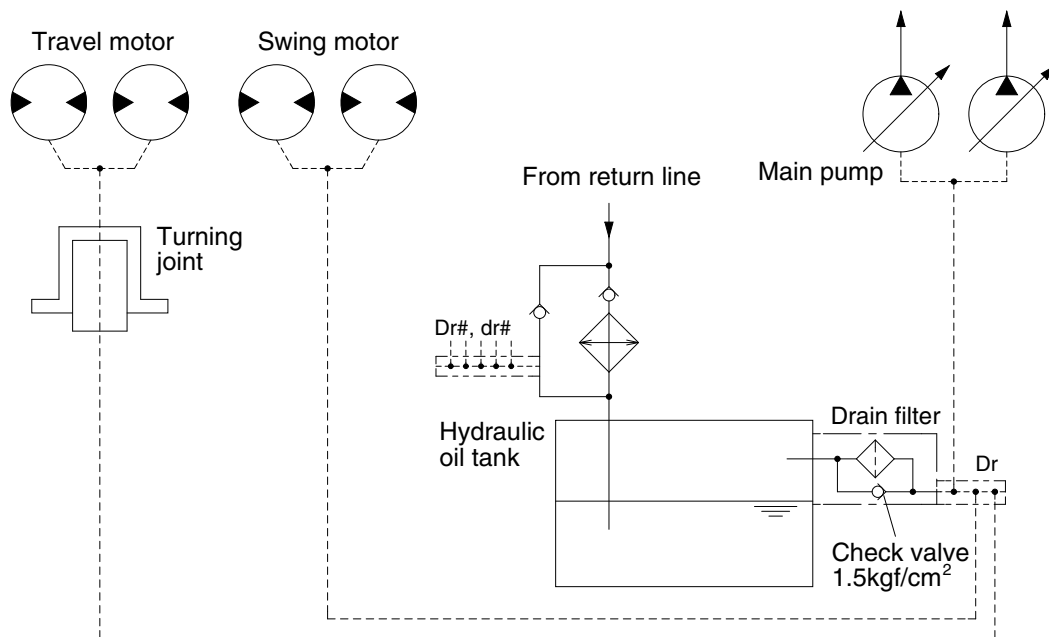 Travel motor
Swing motor
Main pump
From return line
Turning
joint
Dr#, dr#
Hydraulic
oil tank
Drain filter
Dr
Check valve
1.5kgf/cm²